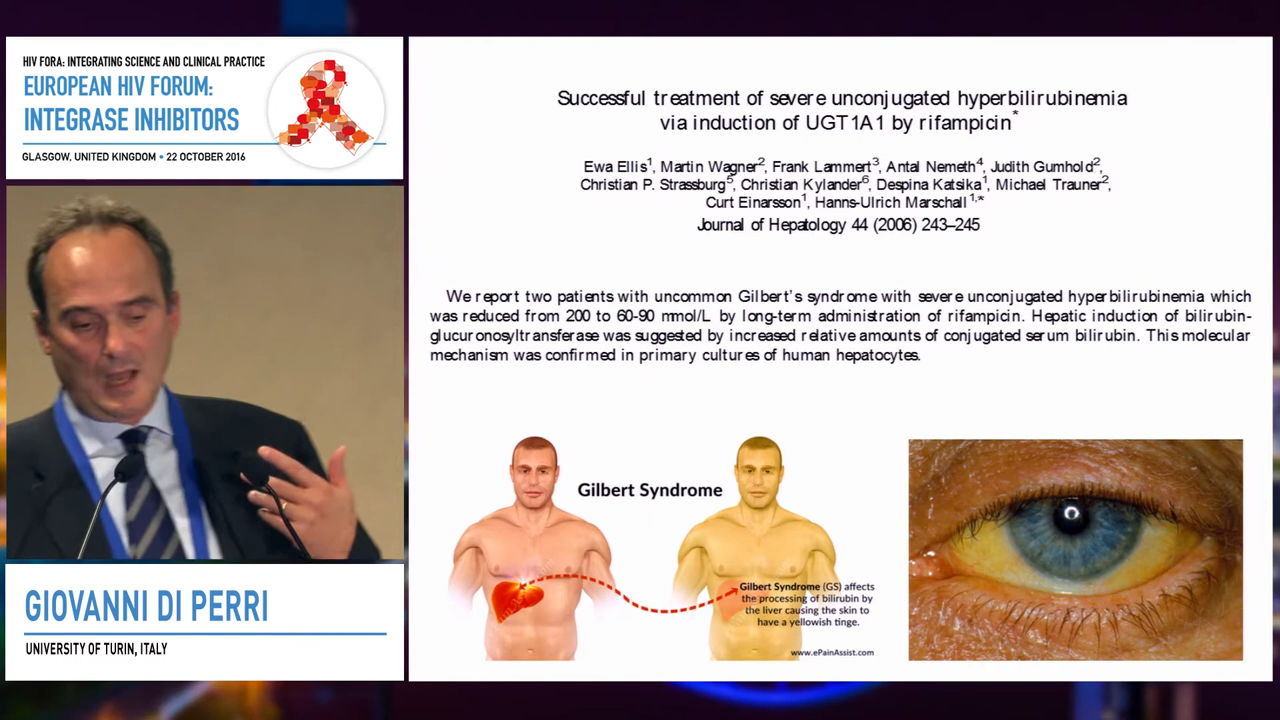 HIV FORA: INTEGRATING SCIENCE AND CLINICAL PRACTICE
EUROPEAN HIV FORUM:
INTEGRASE INHIBITORS
GLASGOW, UNITED KINGDOM • 22 OCTOBER 2016
GIOVANNI DI PERRI
UNIVERSITY OF TURIN, ITALY
Successful treatment of severe unconjugated hyperbilirubinemia
via induction of UGT1A1 by rifampicin*
Ewa Ellis1, Martin Wagner2, Frank Lammert3, Antal Nemeth4, Judith Gumhold2,
Christian P. Strassburg5, Christian Kylander6, Despina Katsika1, Michael Trauner2,
Curt Einarsson1, Hanns-Ulrich Marschall1,*
Journal of Hepatology 44 (2006) 243–245
We report two patients with uncommon Gilbert's syndrome with severe unconjugated hyperbilirubinemia which
was reduced from 200 to 60-90 mmol/L by long-term administration of rifampicin. Hepatic induction of bilirubin-
glucuronosyltransferase was suggested by increased relative amounts of conjugated serum bilirubin. This molecular
mechanism was confirmed in primary cultures of human hepatocytes.
Gilbert Syndrome
Gilbert Syndrome (GS) affects
the processing of bilirubin by
the liver causing the skin to
have a yellowish tinge.
www.ePainAssist.com